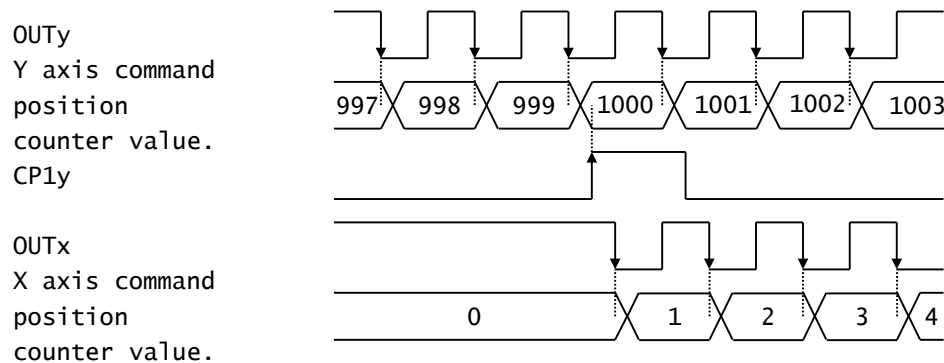 OUTy
Y axis command
position
counter value.
997 998 999 1000 1001 1002 1003
CP1y
OUTx
X axis command
position
counter value.
0 1 2 3 4